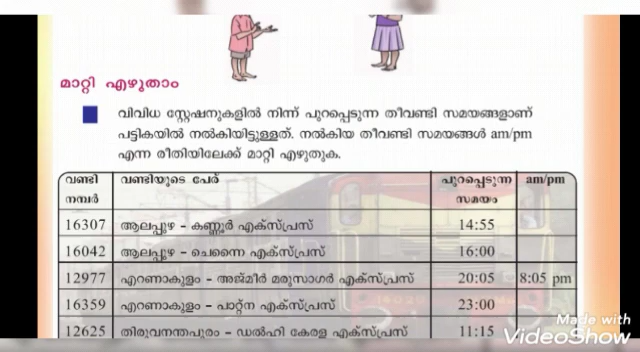 മാറ്റി എഴുതാം
വിവിധ സ്റ്റേഷനുകളിൽ നിന്ന് പുറപ്പെടുന്ന തീവണ്ടി സമയങ്ങളാണ്
പട്ടികയിൽ നൽകിയിട്ടുള്ളത്. നൽകിയ തീവണ്ടി സമയങ്ങൾ am/pm
എന്ന രീതിയിലേക്ക് മാറ്റി എഴുതുക.
വണ്ടി നമ്പർ വണ്ടിയുടെ പേര് പുറപ്പെടുന്ന സമയം am/pm
16307 ആലപ്പുഴ – കണ്ണൂർ എക്സ്പ്രസ് 14:55
16042 ആലപ്പുഴ – ചെന്നൈ എക്സ്പ്രസ് 16:00
12977 എറണാകുളം – അജ്മീർ മരുസാഗർ എക്സ്പ്രസ് 20:05 8:05 pm
16359 എറണാകുളം – പാറ്റ്ന എക്സ്പ്രസ് 23:00
12625 തിരുവനന്തപുരം – ഡൽഹി കേരള എക്സ്പ്രസ് 11:15
Made with
VideoShow